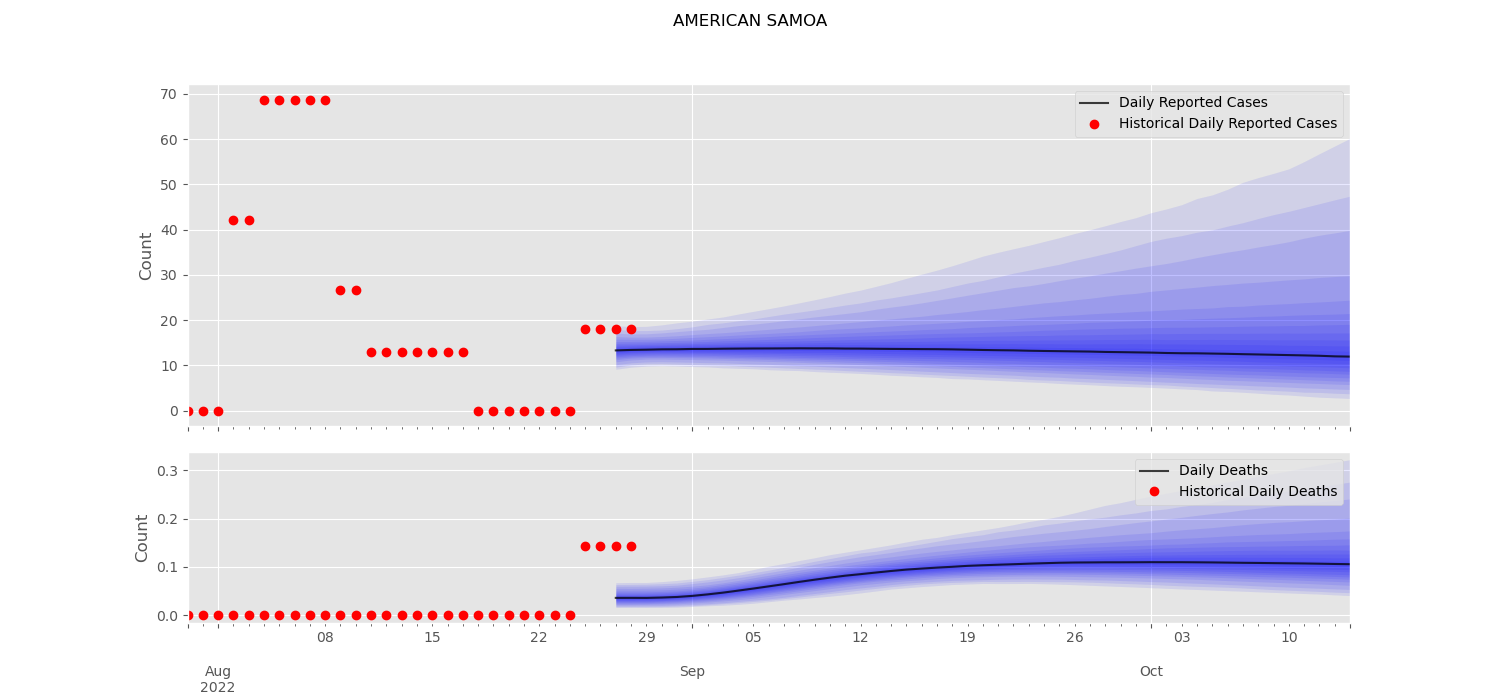 AMERICAN SAMOA
70
60
50
40
30
20
10
0
Count
Daily Reported Cases
Historical Daily Reported Cases
0.3
0.2
0.1
0.0
Count
Daily Deaths
Historical Daily Deaths
08 15 22 29 05 12 19 26 03 10
Aug Sep Oct
2022